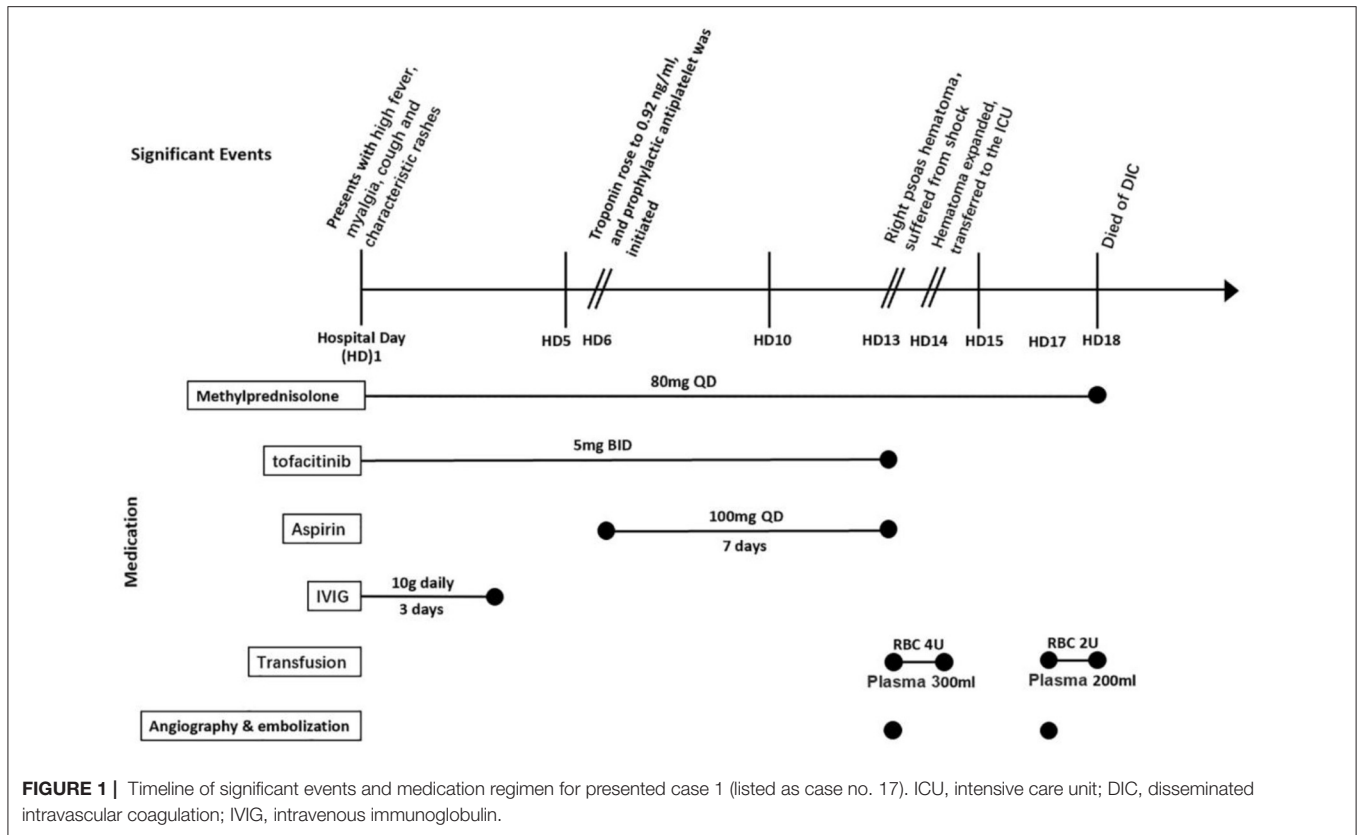 Significant Events
Presents with high fever,
myalgia, cough and
characteristic rashes
Troponin rose to 0.92 ng/ml,
and prophylactic antiplatelet was
initiated
Right psoas hematoma,
suffered from shock
Hematoma expanded,
transferred to the ICU
Died of DIC
Hospital Day
(HD)1
HD5
HD6
HD10
HD13
HD14
HD15
HD17
HD18
Medication
Methylprednisolone
80mg QD
tofacitinib
5mg BID
Aspirin
100mg QD
7 days
IVIG
10g daily
3 days
Transfusion
RBC 4U
Plasma 300ml
RBC 2U
Plasma 200ml
Angiography & embolization
FIGURE 1 | Timeline of significant events and medication regimen for presented case 1 (listed as case no. 17). ICU, intensive care unit; DIC, disseminated
intravascular coagulation; IVIG, intravenous immunoglobulin.